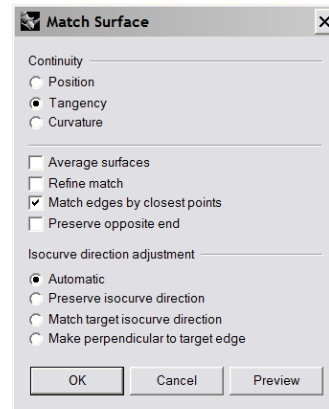 Match Surface
Continuity
Position
Tangency
Curvature
Average surfaces
Refine match
Match edges by closest points
Preserve opposite end
Isocurve direction adjustment
Automatic
Preserve isocurve direction
Match target isocurve direction
Make perpendicular to target edge
OK Cancel Preview